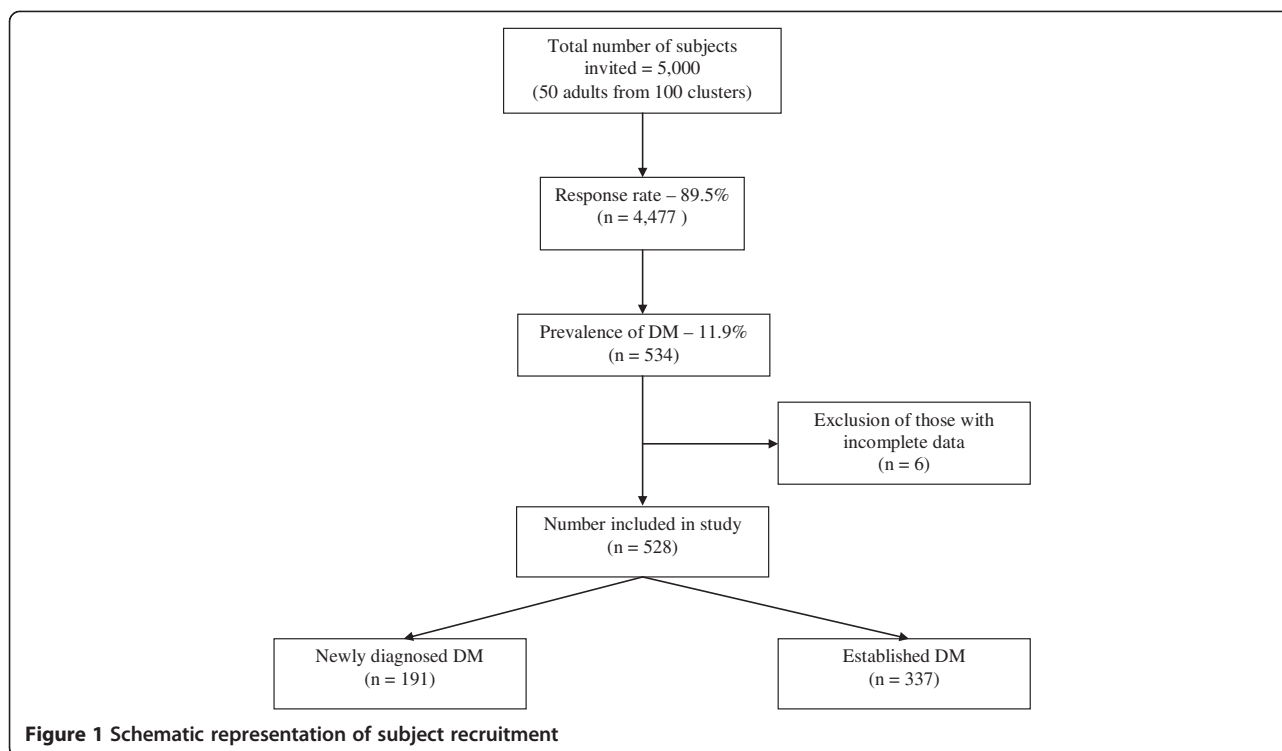 Total number of subjects
invited = 5,000
(50 adults from 100 clusters)
Response rate – 89.5%
(n = 4,477 )
Prevalence of DM – 11.9%
(n = 534)
Exclusion of those with
incomplete data
(n = 6)
Number included in study
(n = 528)
Newly diagnosed DM
(n = 191)
Established DM
(n = 337)
Figure 1 Schematic representation of subject recruitment